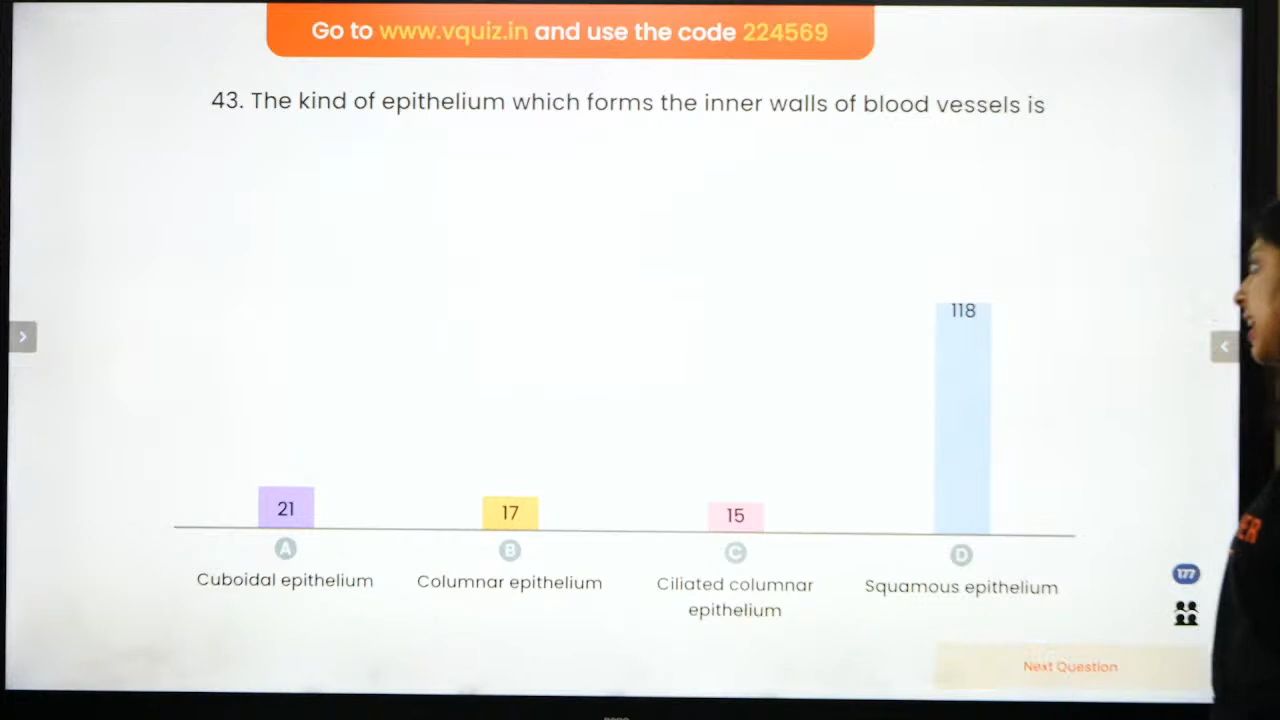 Go to www.vquiz.in and use the code 224569
43. The kind of epithelium which forms the inner walls of blood vessels is
118
21
17
15
A
B
C
D
Cuboidal epithelium
Columnar epithelium
Ciliated columnar
epithelium
Squamous epithelium
177
Next Question